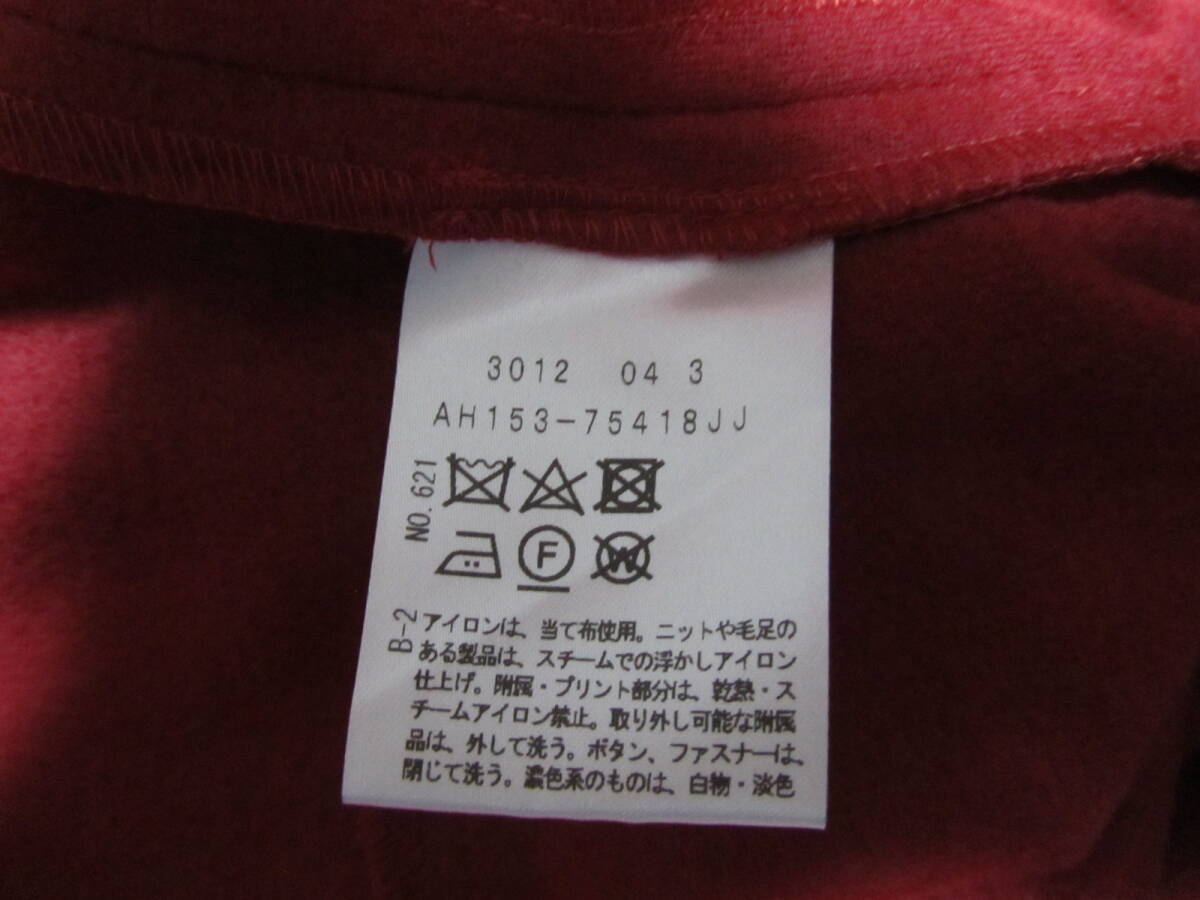 3012 04 3
AH153-75418JJ
NO. 621
F
W
B-2
アイロンは、当て布使用。ニットや毛足の
ある製品は、スチームでの浮かしアイロン
仕上げ。附属・プリント部分は、乾熱・ス
チームアイロン禁止。取り外し可能な附属
品は、外して洗う。ボタン、ファスナーは、
閉じて洗う。濃色系のものは、白物・淡色